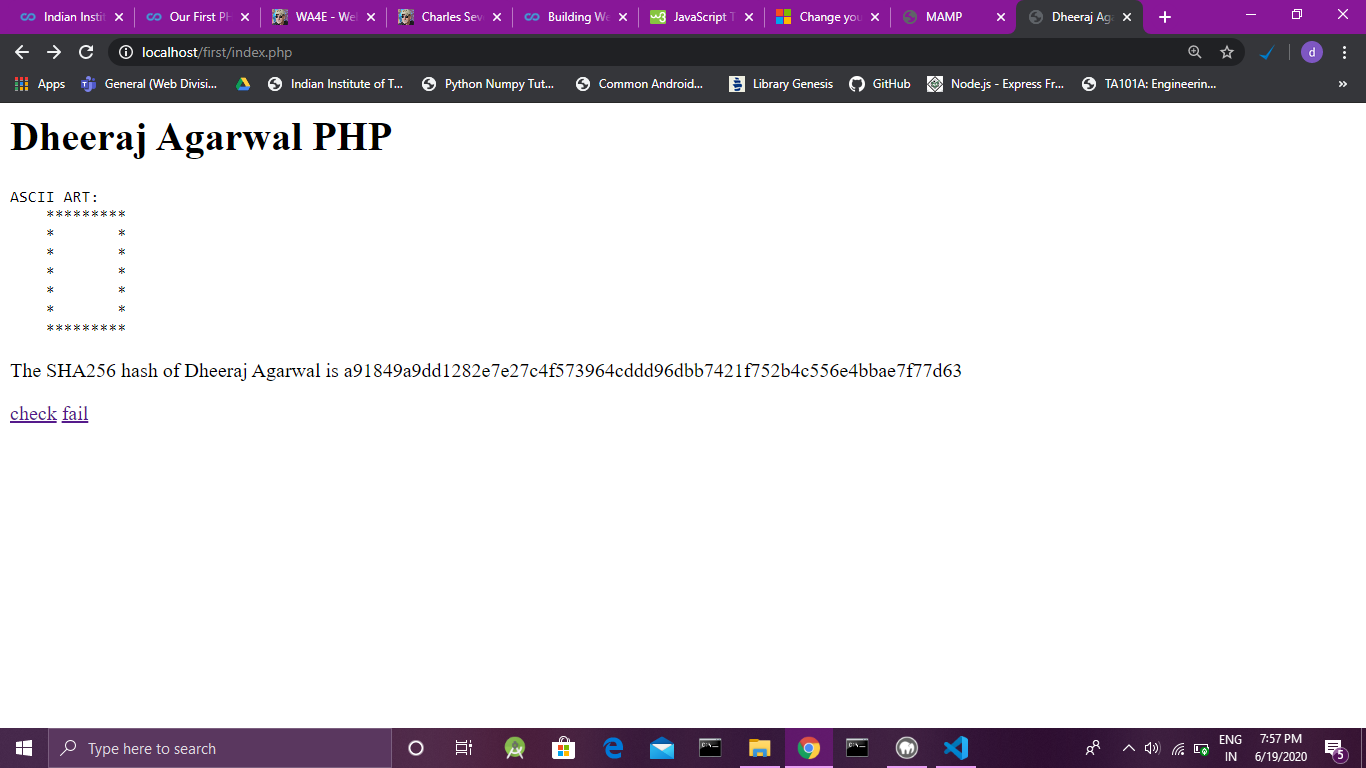 Indian Instit
Our First PH
WA4E - Wel
Charles Sev
Building We
JavaScript T
Change you
MAMP
Dheeraj Aga
localhost/first/index.php
d
Apps
General (Web Divisi...
Indian Institute of T...
Python Numpy Tut...
Common Android...
Library Genesis
GitHub
Node.js - Express Fr...
TA101A: Engineerin...
»
Dheeraj Agarwal PHP
ASCII ART:
*********
*       *
*       *
*       *
*       *
*       *
*********
The SHA256 hash of Dheeraj Agarwal is a91849a9dd1282e7e27c4f573964cddd96dbb7421f752b4c556e4bbae7f77d63
check fail
Type here to search
ENG
IN
7:57 PM
6/19/2020
5